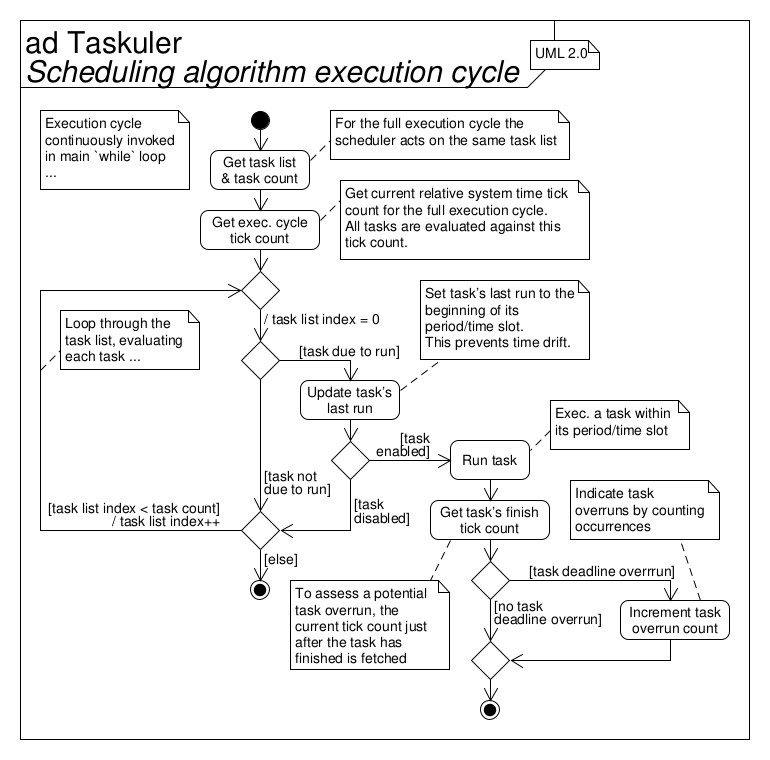 ad Taskuler
Scheduling algorithm execution cycle
UML 2.0
Execution cycle
continuously invoked
in main `while` loop
...
For the full execution cycle the
scheduler acts on the same task list
Get task list
& task count
Get current relative system time tick
count for the full execution cycle.
All tasks are evaluated against this
tick count.
Get exec. cycle
tick count
/ task list index = 0
Set task's last run to the
beginning of its
period/time slot.
This prevents time drift.
Loop through the
task list, evaluating
each task ...
[task due to run]
Update task's
last run
Exec. a task within
its period/time slot
[task
enabled]
Run task
[task not
due to run]
[task list index < task count]
/ task list index++
[task
disabled]
Get task's finish
tick count
Indicate task
overruns by counting
occurrences
[else]
To assess a potential
task overrun, the
current tick count just
after the task has
finished is fetched
[task deadline overrrun]
[no task
deadline overrun]
Increment task
overrun count